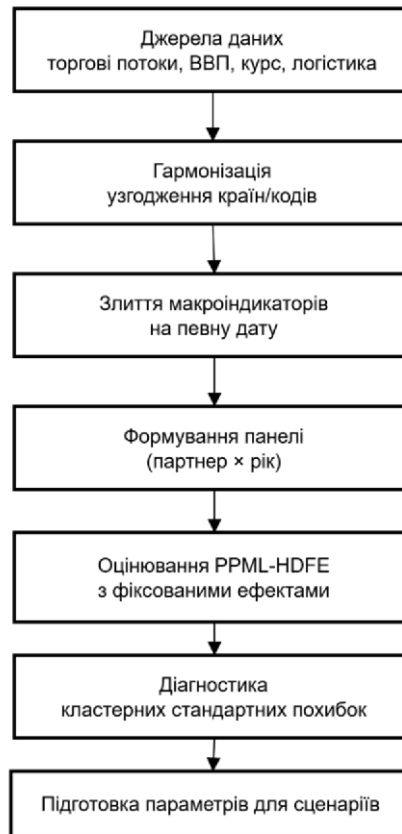 Джерела даних
торгові потоки, ВВП, курс, логістика
Гармонізація
узгодження країн/кодів
Злиття макроіндикаторів
на певну дату
Формування панелі
(партнер × рік)
Оцінювання PPML-HDFE
з фіксованими ефектами
Діагностика
кластерних стандартних похибок
Підготовка параметрів для сценаріїв